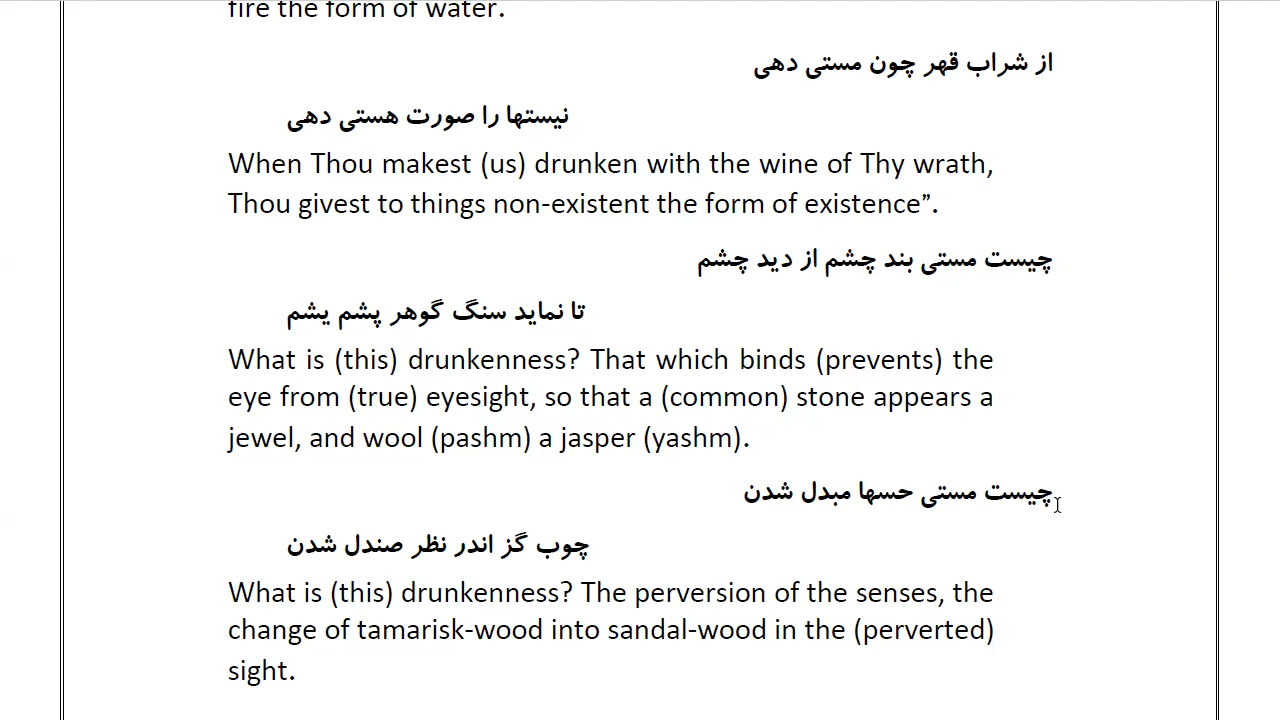 fire the form of water.
از شراب قهر چون مستی دهی
نیستها را صورت هستی دهی
When Thou makest (us) drunken with the wine of Thy wrath,
Thou givest to things non-existent the form of existence”.
چیست مستی بند چشم از دید چشم
تا نماید سنگ گوهر پشم یشم
What is (this) drunkenness? That which binds (prevents) the
eye from (true) eyesight, so that a (common) stone appears a
jewel, and wool (pashm) a jasper (yashm).
چیست مستی حسها مبدل شدن
چوب گز اندر نظر صندل شدن
What is (this) drunkenness? The perversion of the senses, the
change of tamarisk-wood into sandal-wood in the (perverted)
sight.